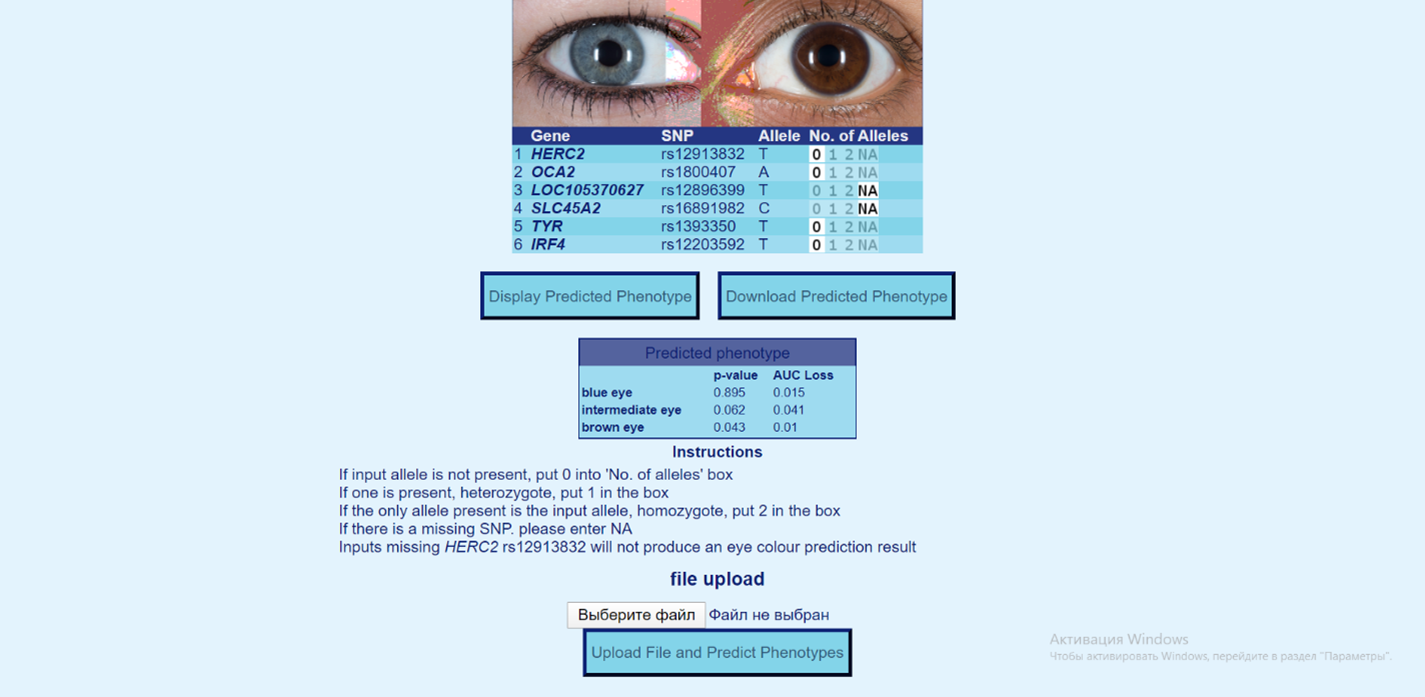 Gene SNP Allele No. of Alleles
1 HERC2 rs12913832 T 0 1 2 NA
2 OCA2 rs1800407 A 0 1 2 NA
3 LOC105370627 rs12896399 T 0 1 2 NA
4 SLC45A2 rs16891982 C 0 1 2 NA
5 TYR rs1393350 T 0 1 2 NA
6 IRF4 rs12203592 T 0 1 2 NA
Display Predicted Phenotype Download Predicted Phenotype
Predicted phenotype
p-value AUC Loss
blue eye 0.895 0.015
intermediate eye 0.062 0.041
brown eye 0.043 0.01
Instructions
If input allele is not present, put 0 into 'No. of alleles' box
If one is present, heterozygote, put 1 in the box
If the only allele present is the input allele, homozygote, put 2 in the box
If there is a missing SNP. please enter NA
Inputs missing HERC2 rs12913832 will not produce an eye colour prediction result
file upload
Выберите файл Файл не выбран
Upload File and Predict Phenotypes
Активация Windows
Чтобы активировать Windows, перейдите в раздел "Параметры".